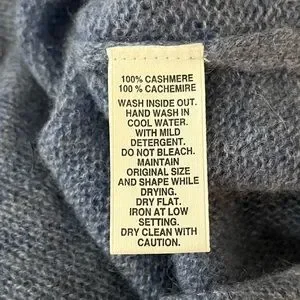 100% CASHMERE
100 % CACHEMIRE
WASH INSIDE OUT.
HAND WASH IN
COOL WATER.
WITH MILD
DETERGENT.
DO NOT BLEACH.
MAINTAIN
ORIGINAL SIZE
AND SHAPE WHILE
DRYING.
DRY FLAT.
IRON AT LOW
SETTING.
DRY CLEAN WITH
CAUTION.